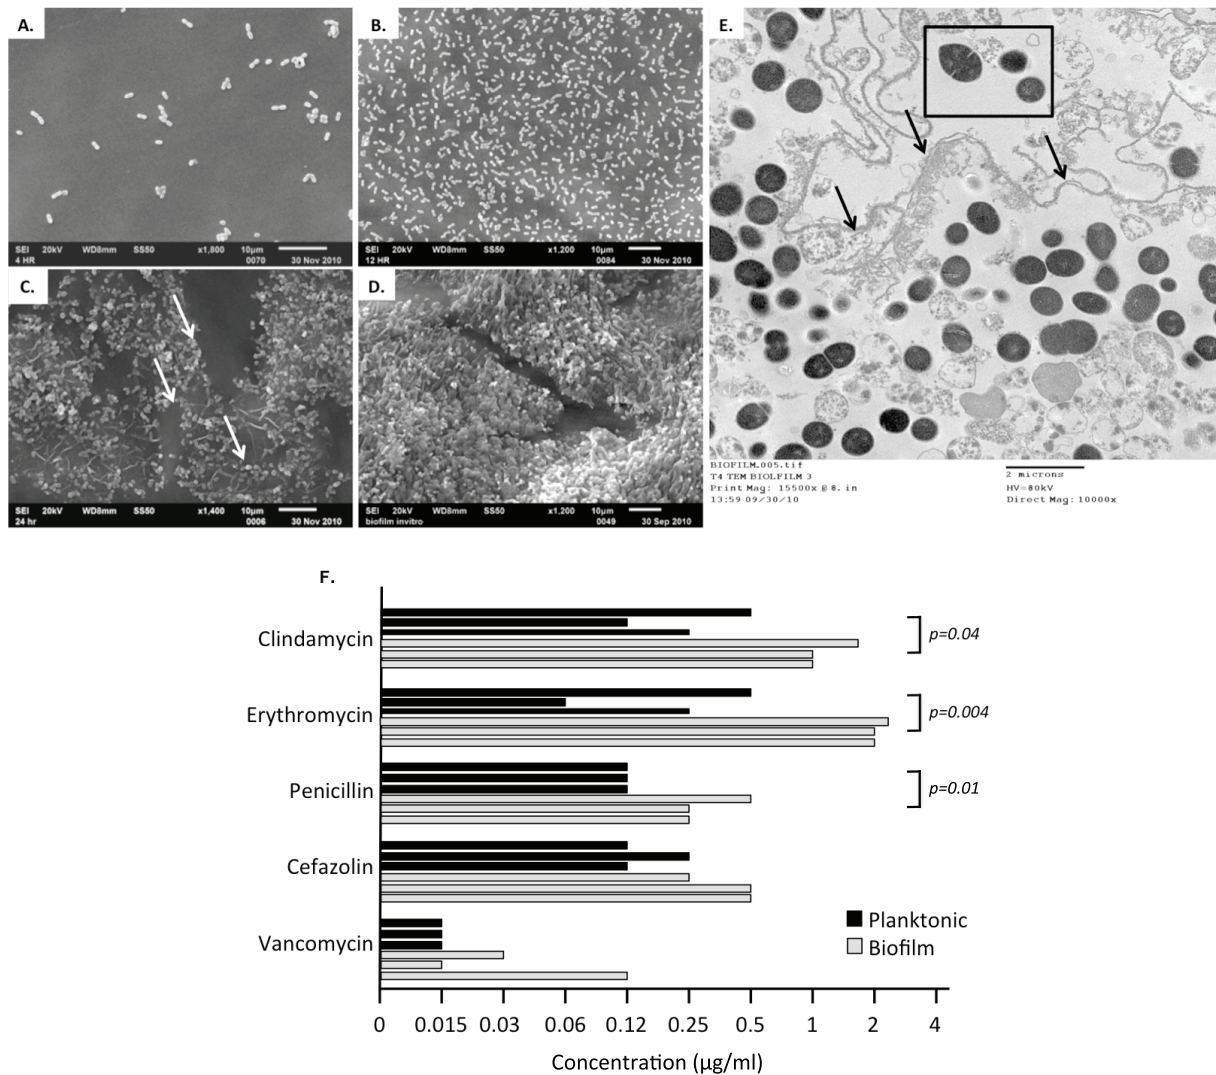 A.
SEI 20kV WD8mm SS50 x1,800 10µm
4 HR 0070 30 Nov 2010
B.
SEI 20kV WD8mm SS50 x1,200 10µm
12 HR 0084 30 Nov 2010
C.
SEI 20kV WD8mm SS50 x1,400 10µm
24 hr 0006 30 Nov 2010
D.
SEI 20kV WD8mm SS50 x1,200 10µm
biofilm invitro 0049 30 Sep 2010
E.
BIOFILM.005.tif
T4 TEM BIOLFILM 3
Print Mag: 15500x @ 8. in
13:59 09/30/10
2 microns
HV=80kV
Direct Mag: 10000x
F.
Clindamycin
p=0.04
Erythromycin
p=0.004
Penicillin
p=0.01
Cefazolin
Vancomycin
Planktonic
Biofilm
0 0.015 0.03 0.06 0.12 0.25 0.5 1 2 4
Concentration (µg/ml)